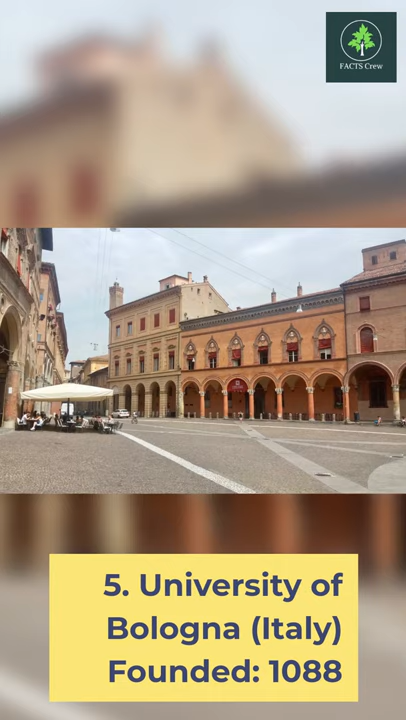 FACTS Crew
5. University of
Bologna (Italy)
Founded: 1088